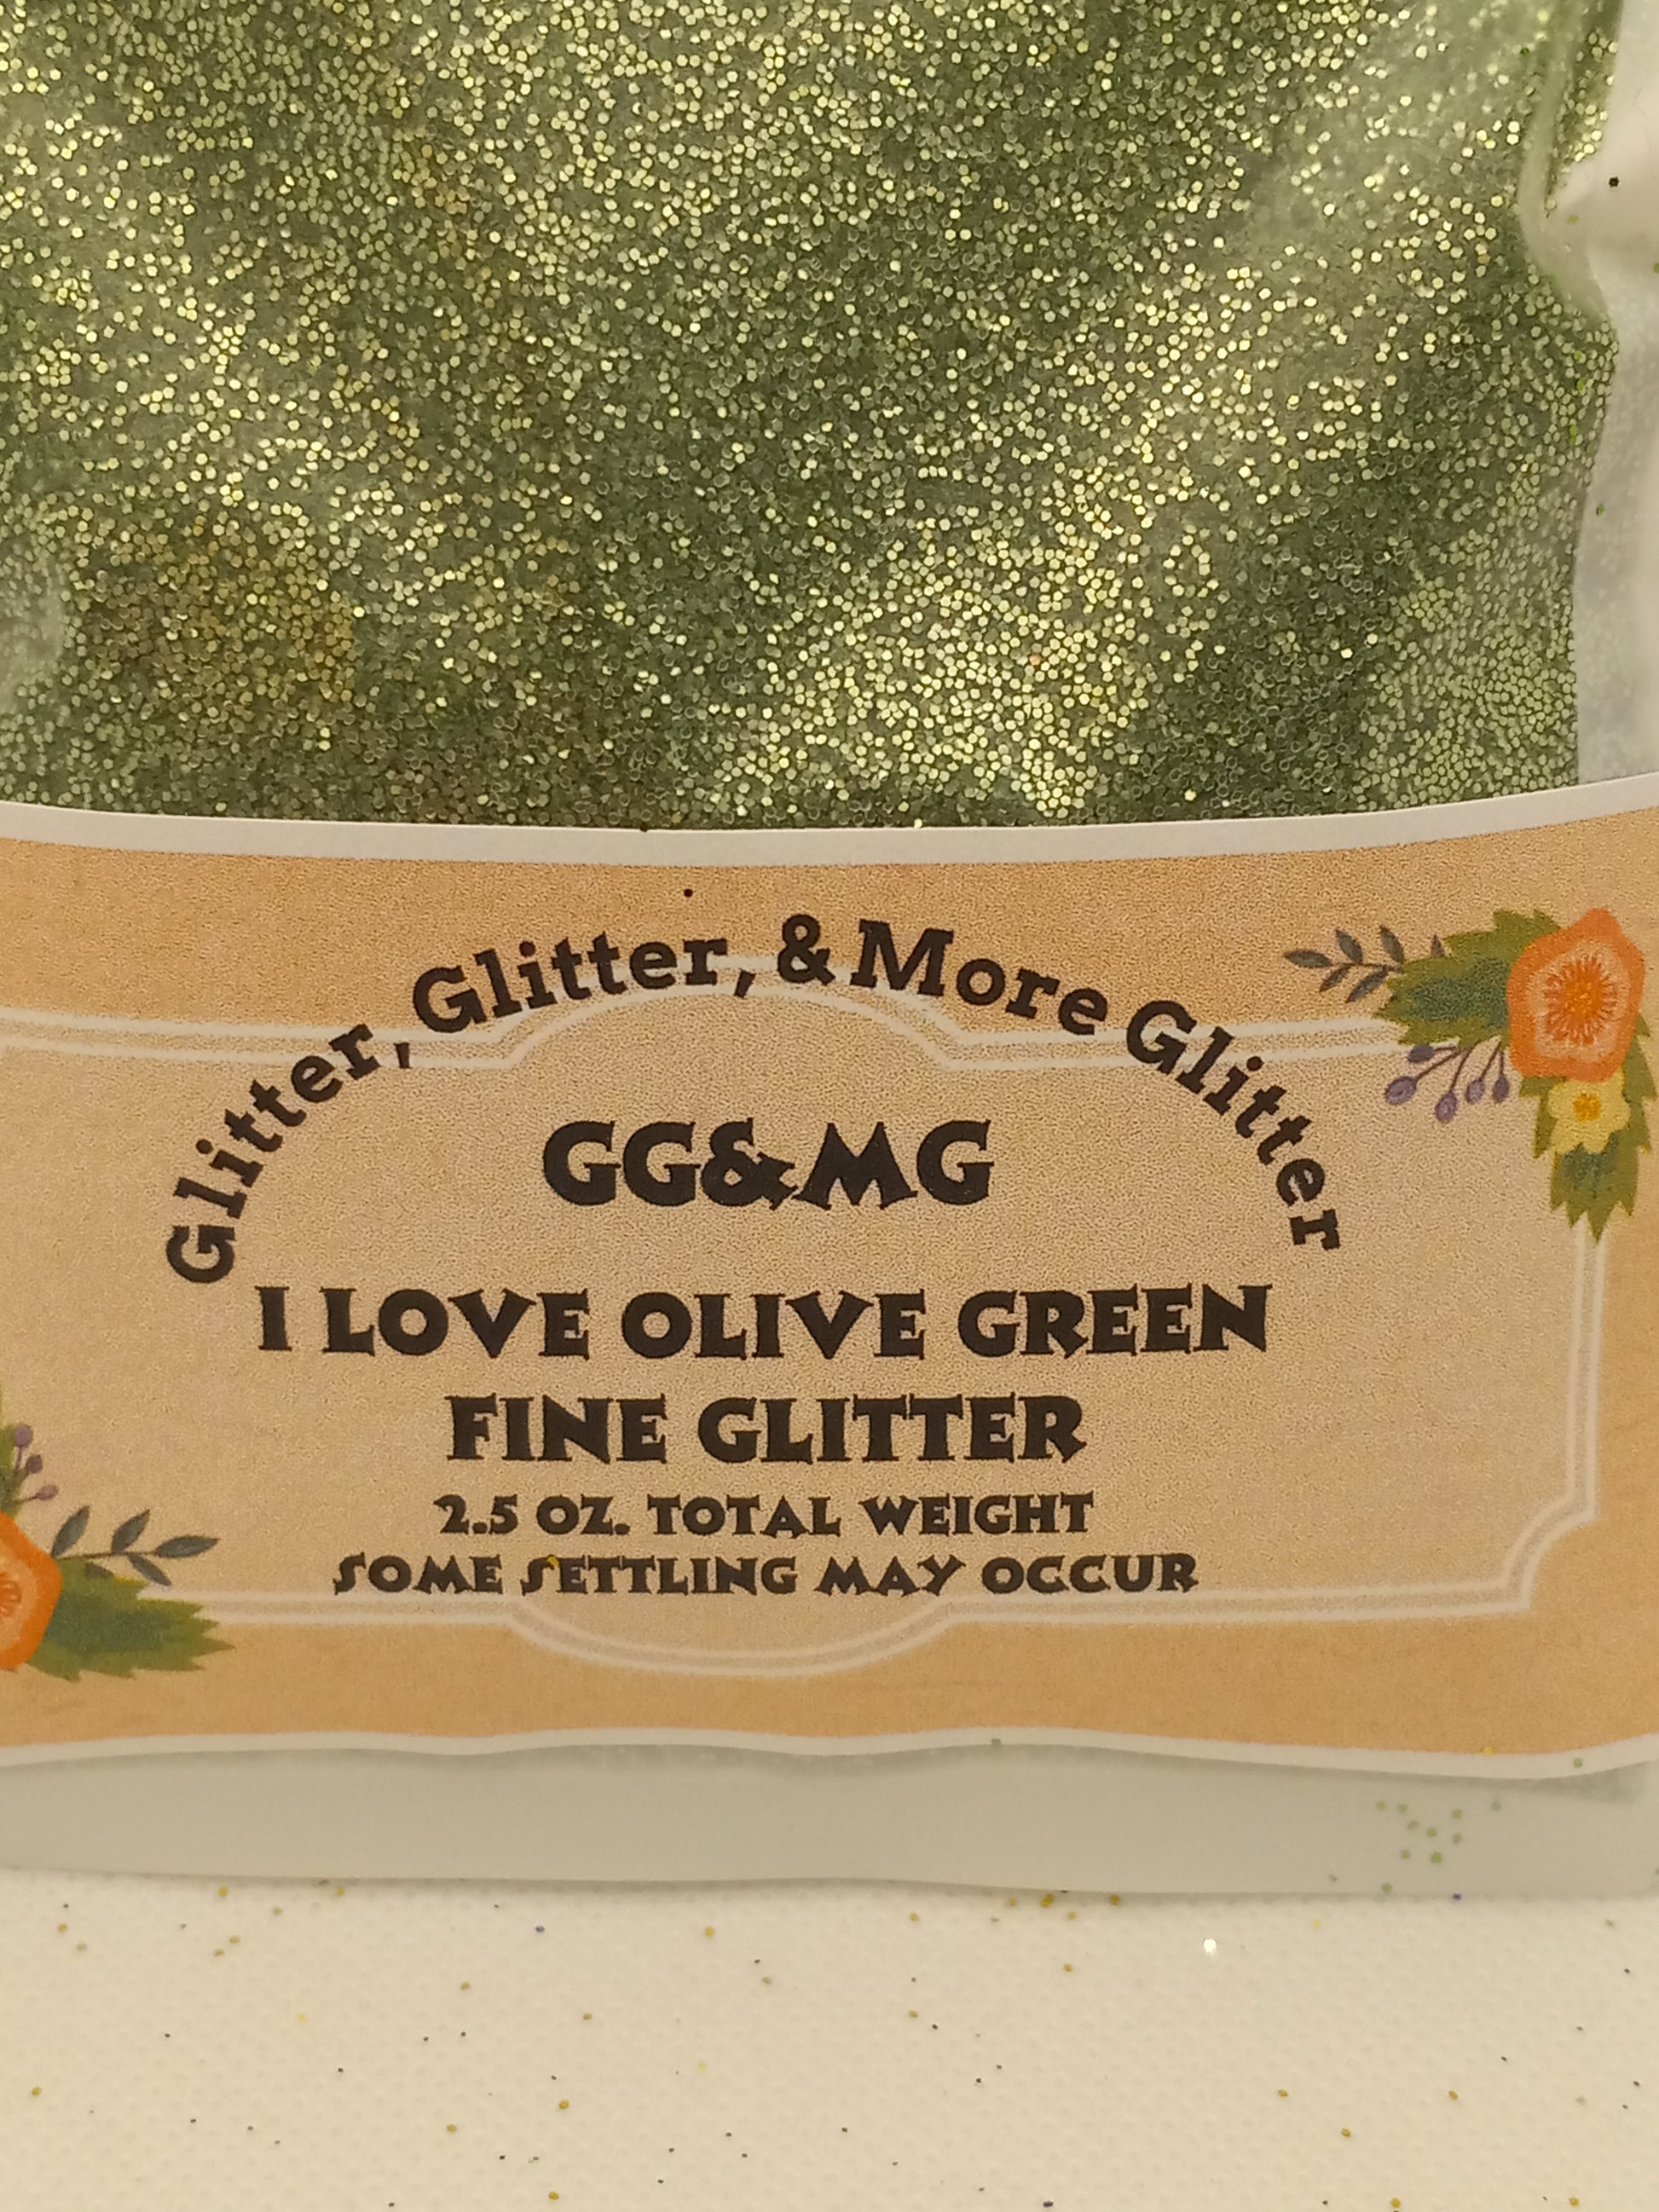 Glitter, Glitter, & More Glitter
GG&MG
I LOVE OLIVE GREEN
FINE GLITTER
2.5 OZ. TOTAL WEIGHT
SOME SETTLING MAY OCCUR